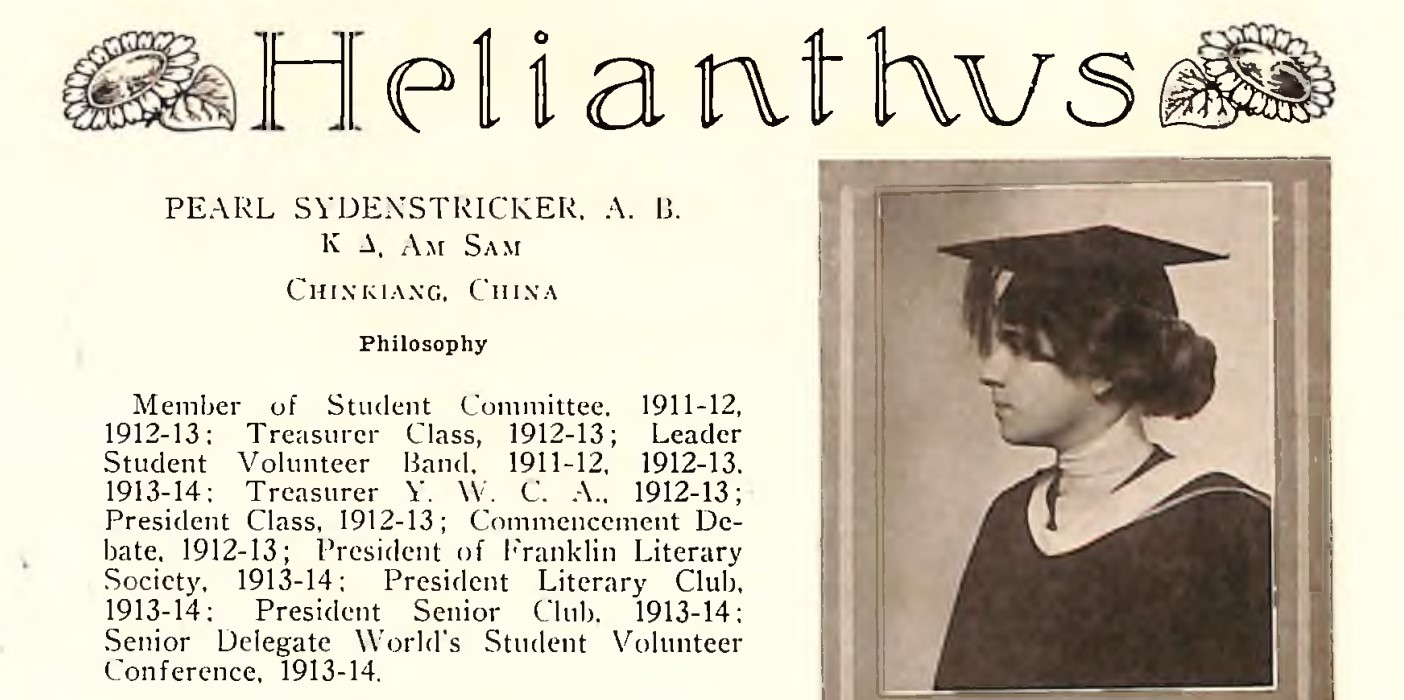 Helianthus
PEARL SYDENSTRICKER, A. B.
K Δ, AM SAM
CHINKIANG, CHINA
Philosophy
Member of Student Committee, 1911-12,
1912-13; Treasurer Class, 1912-13; Leader
Student Volunteer Band, 1911-12, 1912-13,
1913-14; Treasurer Y. W. C. A., 1912-13;
President Class, 1912-13; Commencement De-
bate, 1912-13; President of Franklin Literary
Society, 1913-14; President Literary Club,
1913-14; President Senior Club, 1913-14;
Senior Delegate World's Student Volunteer
Conference, 1913-14.